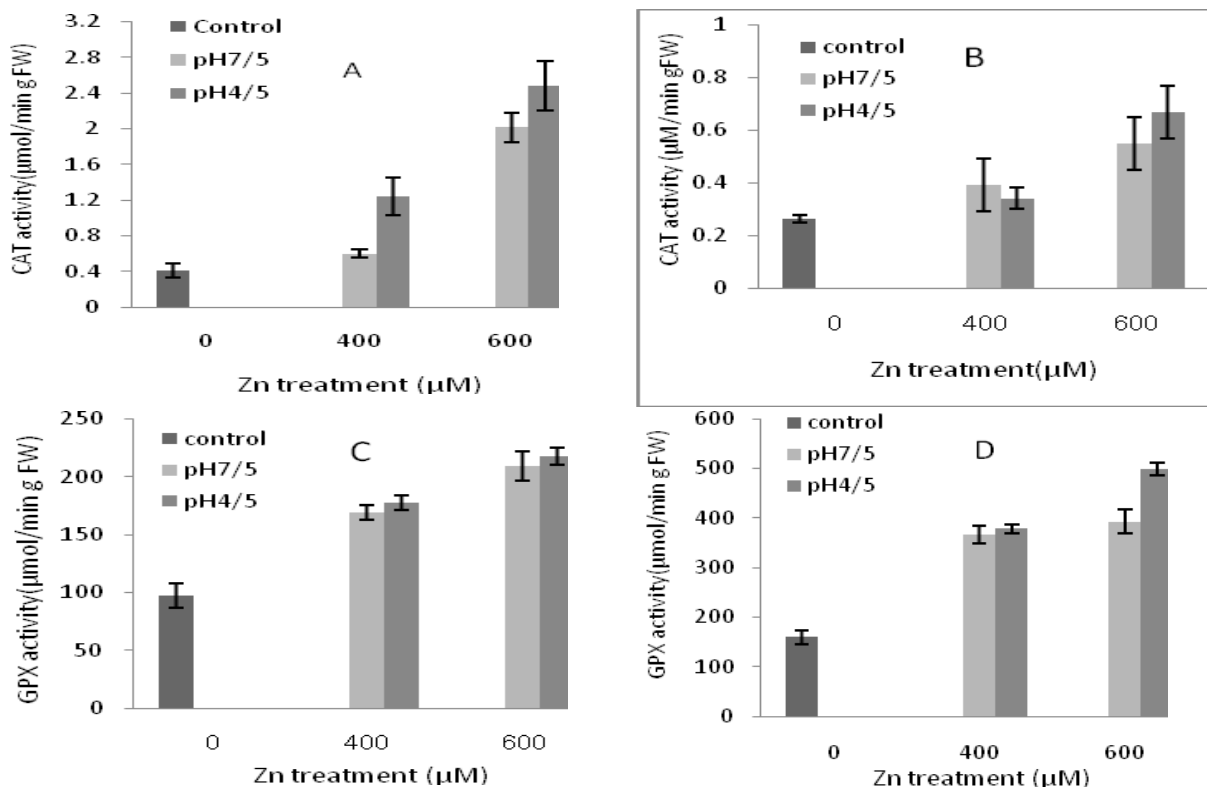 CAT activity(µmol/min gFW)
3.2
2.8
2.4
2
1.6
1.2
0.8
0.4
0
Control
pH7/5
pH4/5
A
0 400 600
Zn treatment (µM)
CAT activity (µM/min gFW)
1
0.8
0.6
0.4
0.2
0
control
pH7/5
pH4/5
B
0 400 600
Zn treatment(µM)
GPX activity(µmol/min g FW)
250
200
150
100
50
0
control
pH7/5
pH4/5
C
0 400 600
Zn treatment (µM)
GPX activity(µmol/min g FW)
600
500
400
300
200
100
0
control
pH7/5
pH4/5
D
0 400 600
Zn treatment (µM)